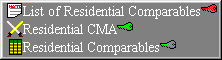 List of Residential Comparables
Residential CMA
Residential Comparables